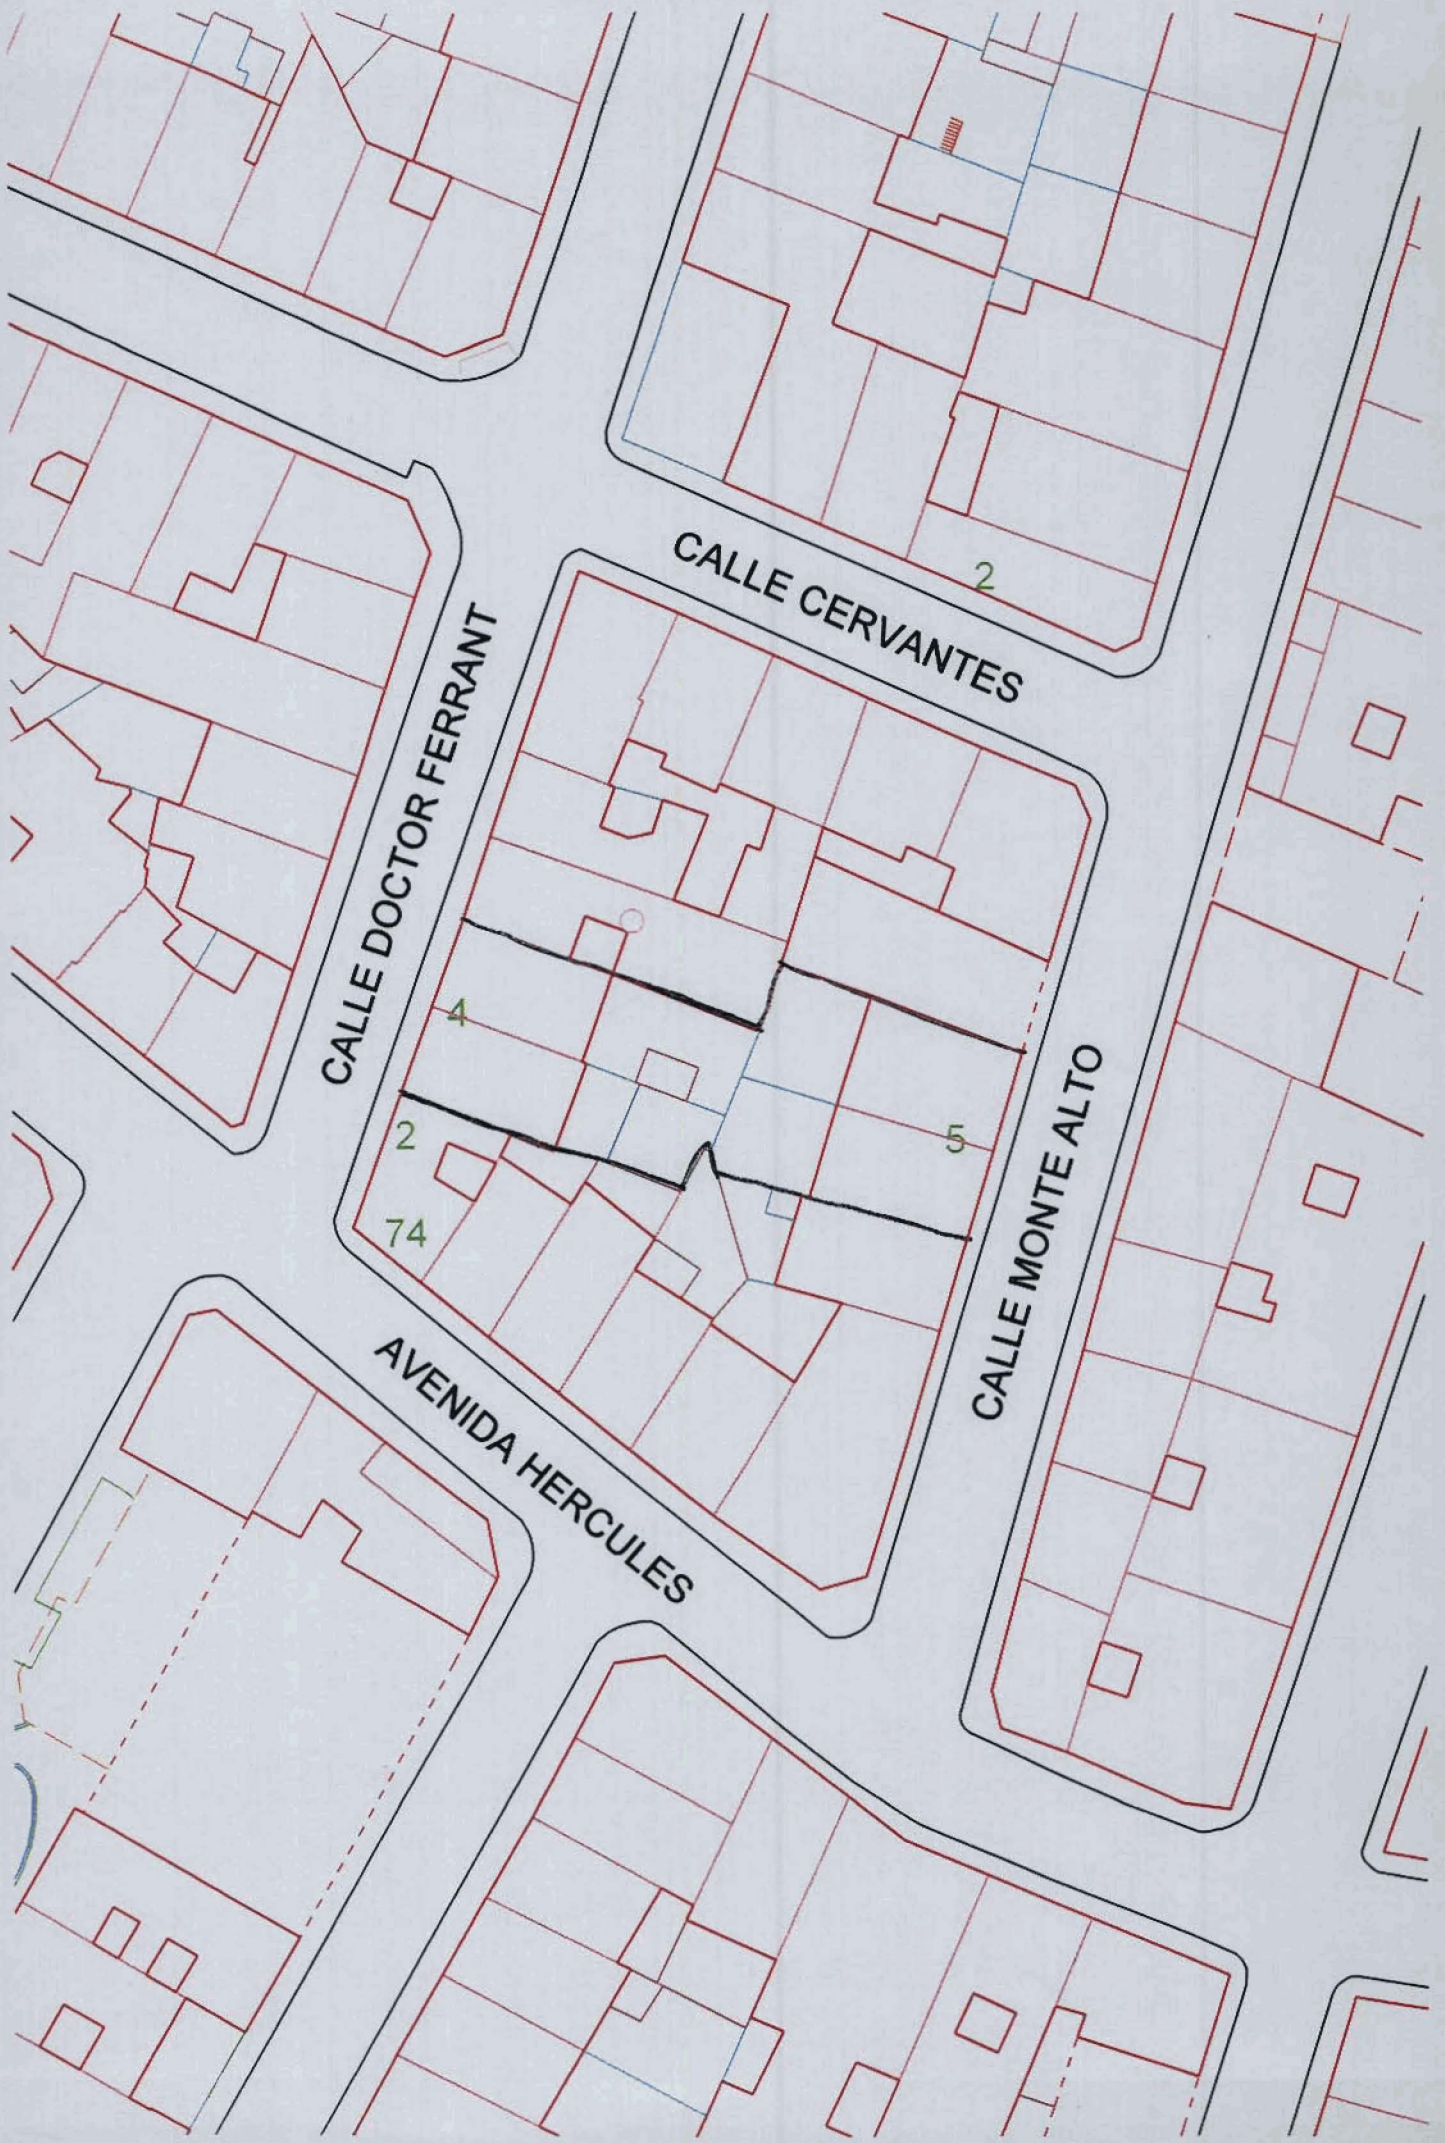 2
CALLE CERVANTES
CALLE DOCTOR FERRANT
4
2
5
74
CALLE MONTE ALTO
AVENIDA HERCULES